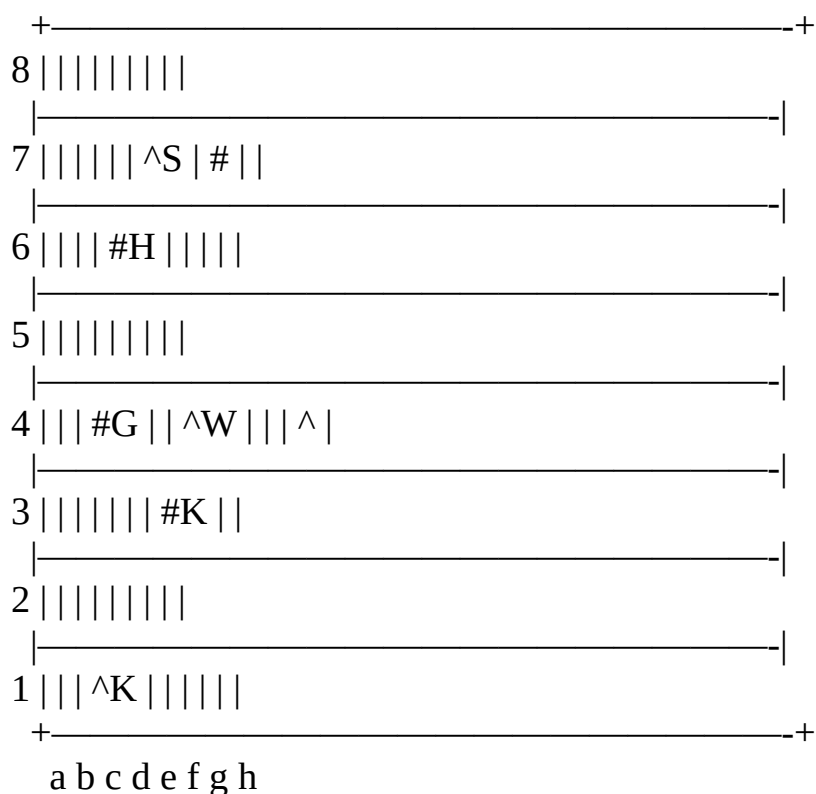 +———————————————————-+
8 | | | | | | | | |
|———————————————————-|
7 | | | | | | ^S | # | |
|———————————————————-|
6 | | | | #H | | | | |
|———————————————————-|
5 | | | | | | | | |
|———————————————————-|
4 | | | #G | | ^W | | | ^ |
|———————————————————-|
3 | | | | | | | #K | |
|———————————————————-|
2 | | | | | | | | |
|———————————————————-|
1 | | | ^K | | | | | |
+———————————————————-+
a b c d e f g h